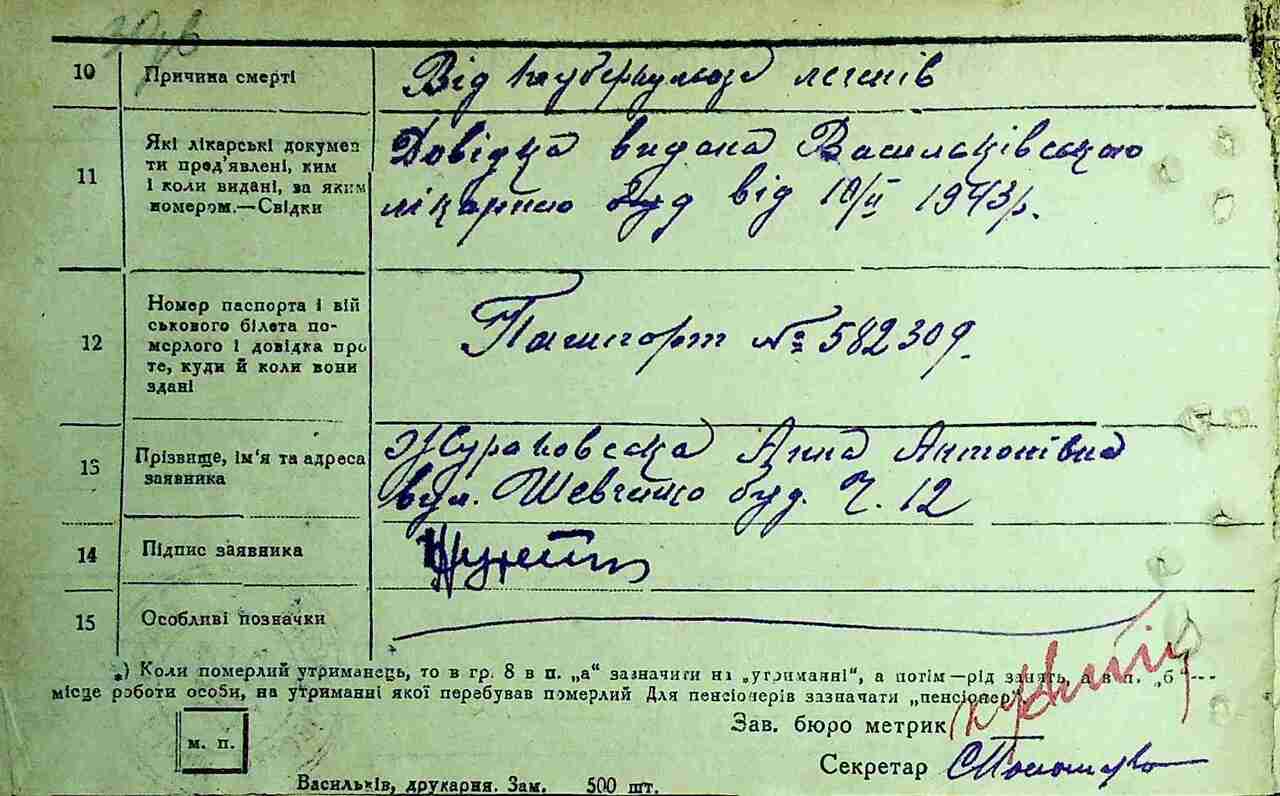 10 Причина смерті Від туберкульоза легенів
11 Які лікарські докумен
ти пред'явлені, ким
і коли видані, за яким
номером.—Свідки
Довідка видана Васильківською
лікарнею від 10/II 1943р.
12 Номер паспорта і вій
ськового білета по-
мерлого і довідка про
те, куди й коли вони
здані
Пашпорт № 582309.
13 Прізвище, ім'я та адреса
заявника
Жураковська Анна Антонівна
вул. Шевченко буд. Ч. 12
14 Підпис заявника
15 Особливі позначки
*) Коли померлий утриманець, то в гр. 8 в п. „а“ зазначити на „утриманні“, а потім—рід занять, а в п. „б“---
місце роботи особи, на утриманні якої перебував померлий Для пенсіонерів зазначати „пенсіонер“
Зав. бюро метрик
м. п.
Секретар
Васильків, друкарня. Зам. 500 шт.